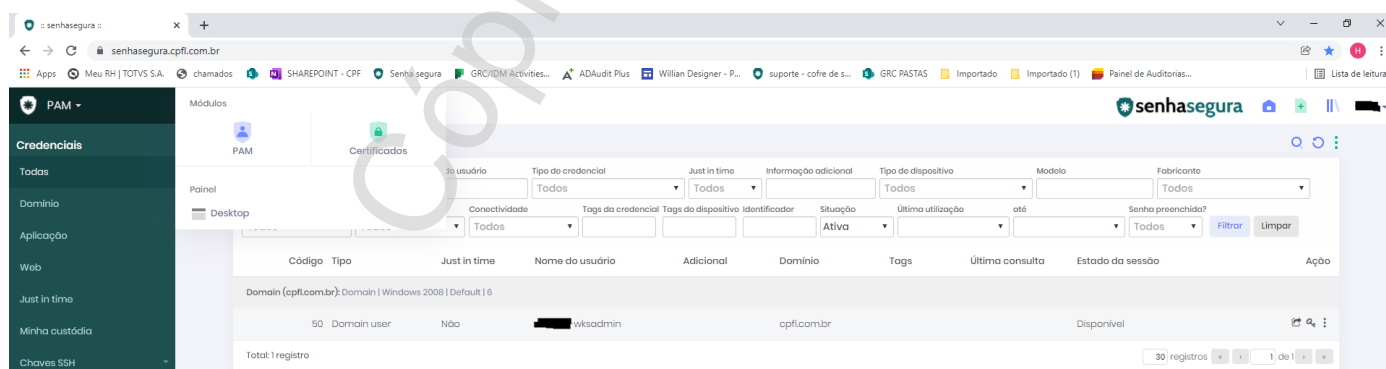 :: senhasegura ::
senhasegura.cpfl.com.br
Apps Meu RH | TOTVS S.A. chamados SHAREPOINT - CPF Senha segura GRC/IDM Activities... ADAudit Plus Willian Designer - P... suporte - cofre de s... GRC PASTAS Importado Importado (1) Painel de Auditorias... Lista de leitura
PAM Módulos senhasegura
PAM Certificados
Credenciais
Todas
Domínio
Aplicação
Web
Just in time
Minha custódia
Chaves SSH
Painel
Desktop
do usuário Tipo de credencial Just in time Informação adicional Tipo de dispositivo Modelo Fabricante
Todos Todos Todos Todos
Conectividade Tags da credencial Tags do dispositivo Identificador Situação Última utilização até Senha preenchida?
Todos Ativa Todos Filtrar Limpar
Código Tipo Just in time Nome do usuário Adicional Domínio Tags Última consulta Estado da sessão Ação
Domain (cpfl.com.br): Domain | Windows 2008 | Default | 6
50 Domain user Não wksadmin cpfl.com.br Disponível
Total: 1 registro 30 registros « ‹ 1 de 1 › »
Cóp